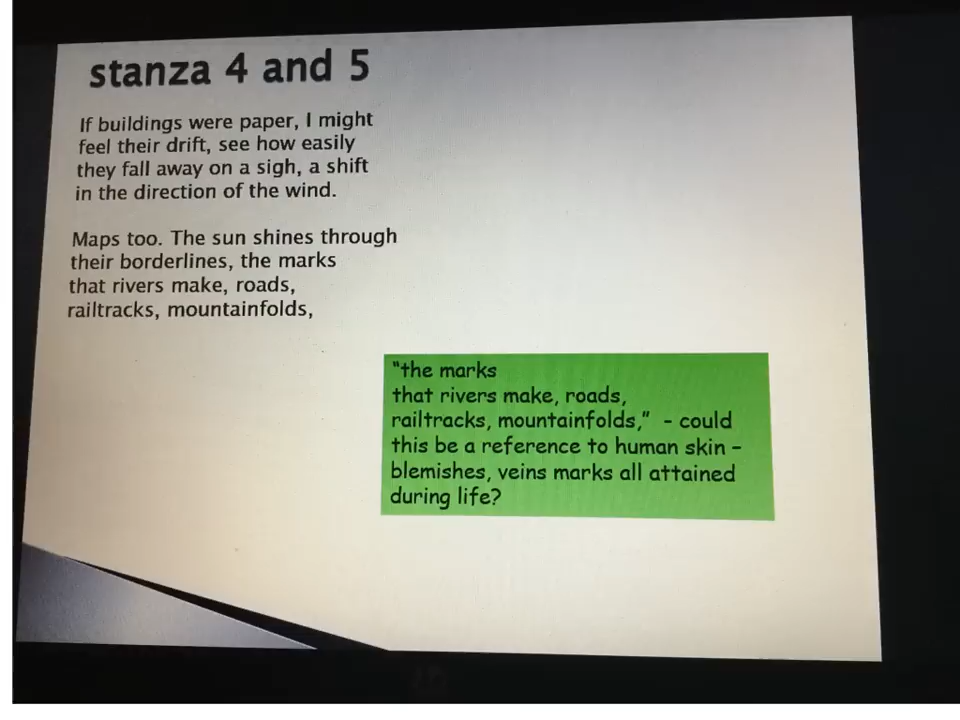 stanza 4 and 5
If buildings were paper, I might
feel their drift, see how easily
they fall away on a sigh, a shift
in the direction of the wind.
Maps too. The sun shines through
their borderlines, the marks
that rivers make, roads,
railtracks, mountainfolds,
"the marks
that rivers make, roads,
railtracks, mountainfolds," - could
this be a reference to human skin -
blemishes, veins marks all attained
during life?